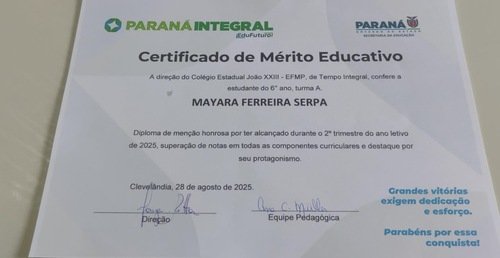 PARANÁ INTEGRAL
PARANÁ
GOVERNO DO ESTADO
SECRETARIA DA EDUCAÇÃO
Certificado de Mérito Educativo
A direção do Colégio Estadual João XXIII - EFMP, de Tempo Integral, confere a
estudante do 6° ano, turma A.
MAYARA FERREIRA SERPA
Diploma de menção honrosa por ter alcançado durante o 2º trimestre do ano letivo
de 2025, superação de notas em todas as componentes curriculares e destaque por
seu protagonismo.
Clevelândia, 28 de agosto de 2025.
Direção
Equipe Pedagógica
Grandes vitórias
exigem dedicação
e esforço.
Parabéns por essa
conquista!